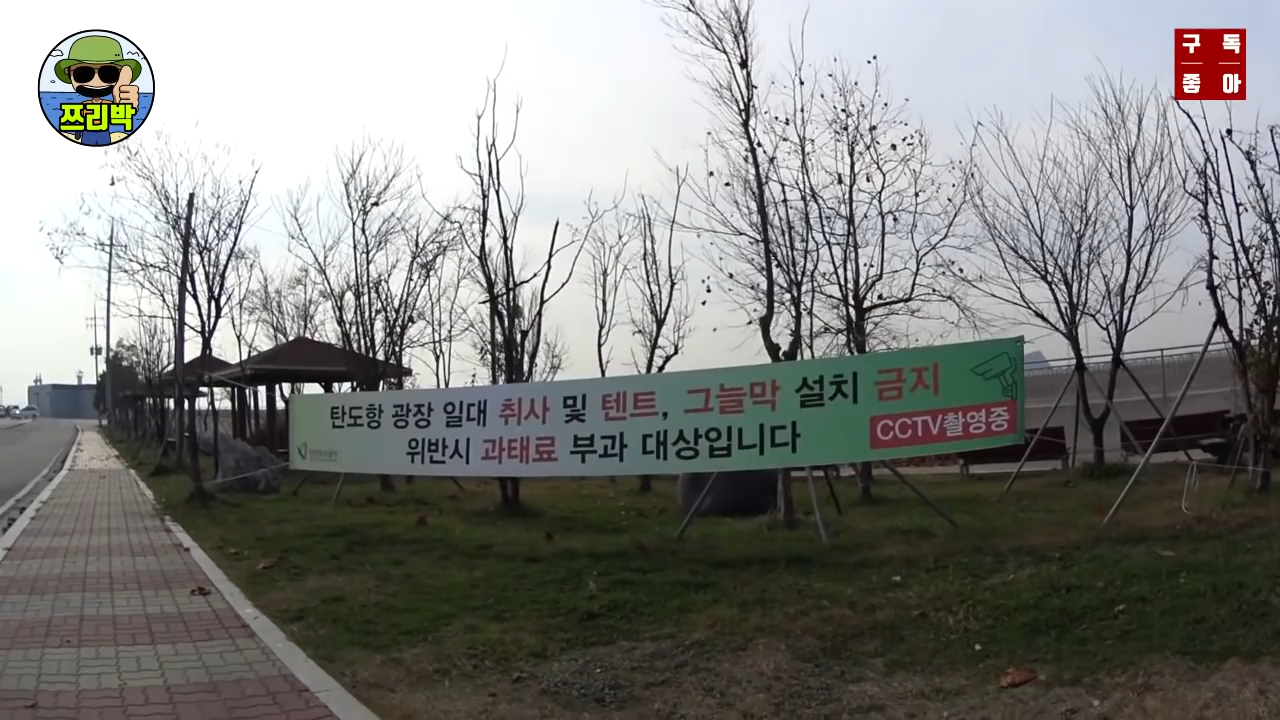 쯔리박
구독
좋아
탄도항 광장 일대 취사 및 텐트, 그늘막 설치 금지
위반시 과태료 부과 대상입니다
CCTV촬영중